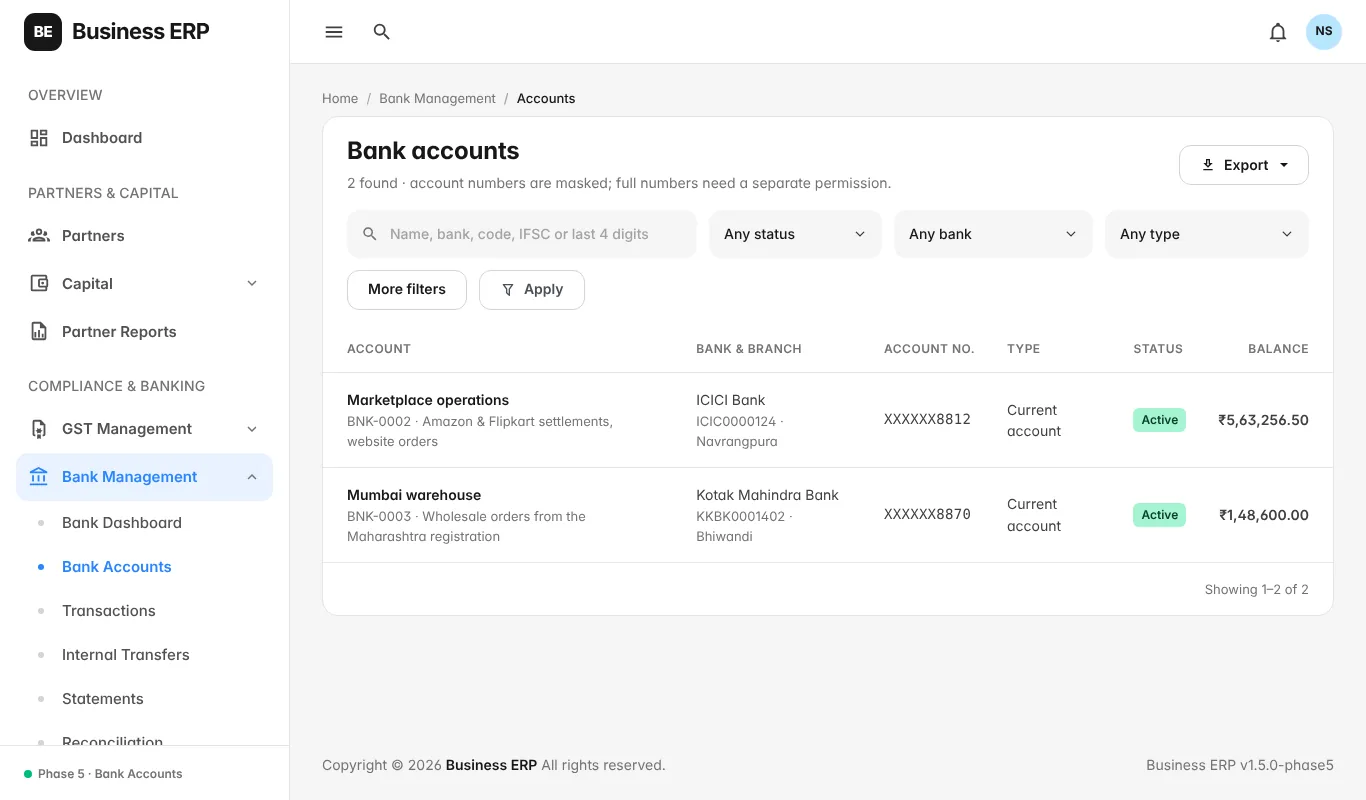 BE Business ERP
NS
OVERVIEW
Dashboard
PARTNERS & CAPITAL
Partners
Capital
Partner Reports
COMPLIANCE & BANKING
GST Management
Bank Management
Bank Dashboard
Bank Accounts
Transactions
Internal Transfers
Statements
Reconciliation
Phase 5 · Bank Accounts
Home / Bank Management / Accounts
Bank accounts
2 found · account numbers are masked; full numbers need a separate permission.
Export
Name, bank, code, IFSC or last 4 digits
Any status
Any bank
Any type
More filters
Apply
ACCOUNT BANK & BRANCH ACCOUNT NO. TYPE STATUS BALANCE
Marketplace operations
BNK-0002 · Amazon & Flipkart settlements,
website orders
ICICI Bank
ICIC0000124 ·
Navrangpura
XXXXXX8812
Current
account
Active
₹5,63,256.50
Mumbai warehouse
BNK-0003 · Wholesale orders from the
Maharashtra registration
Kotak Mahindra Bank
KKBK0001402 ·
Bhiwandi
XXXXXX8870
Current
account
Active
₹1,48,600.00
Showing 1–2 of 2
Copyright © 2026 Business ERP All rights reserved.
Business ERP v1.5.0-phase5